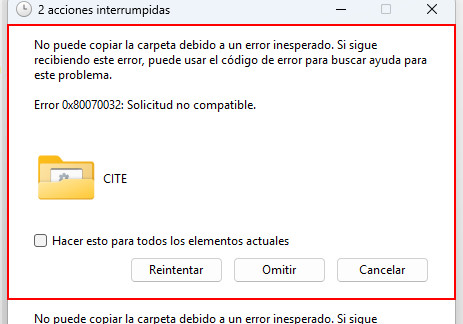 2 acciones interrumpidas
No puede copiar la carpeta debido a un error inesperado. Si sigue
recibiendo este error, puede usar el código de error para buscar ayuda para
este problema.
Error 0x80070032: Solicitud no compatible.
CITE
Hacer esto para todos los elementos actuales
Reintentar
Omitir
Cancelar
No puede copiar la carpeta debido a un error inesperado. Si sigue